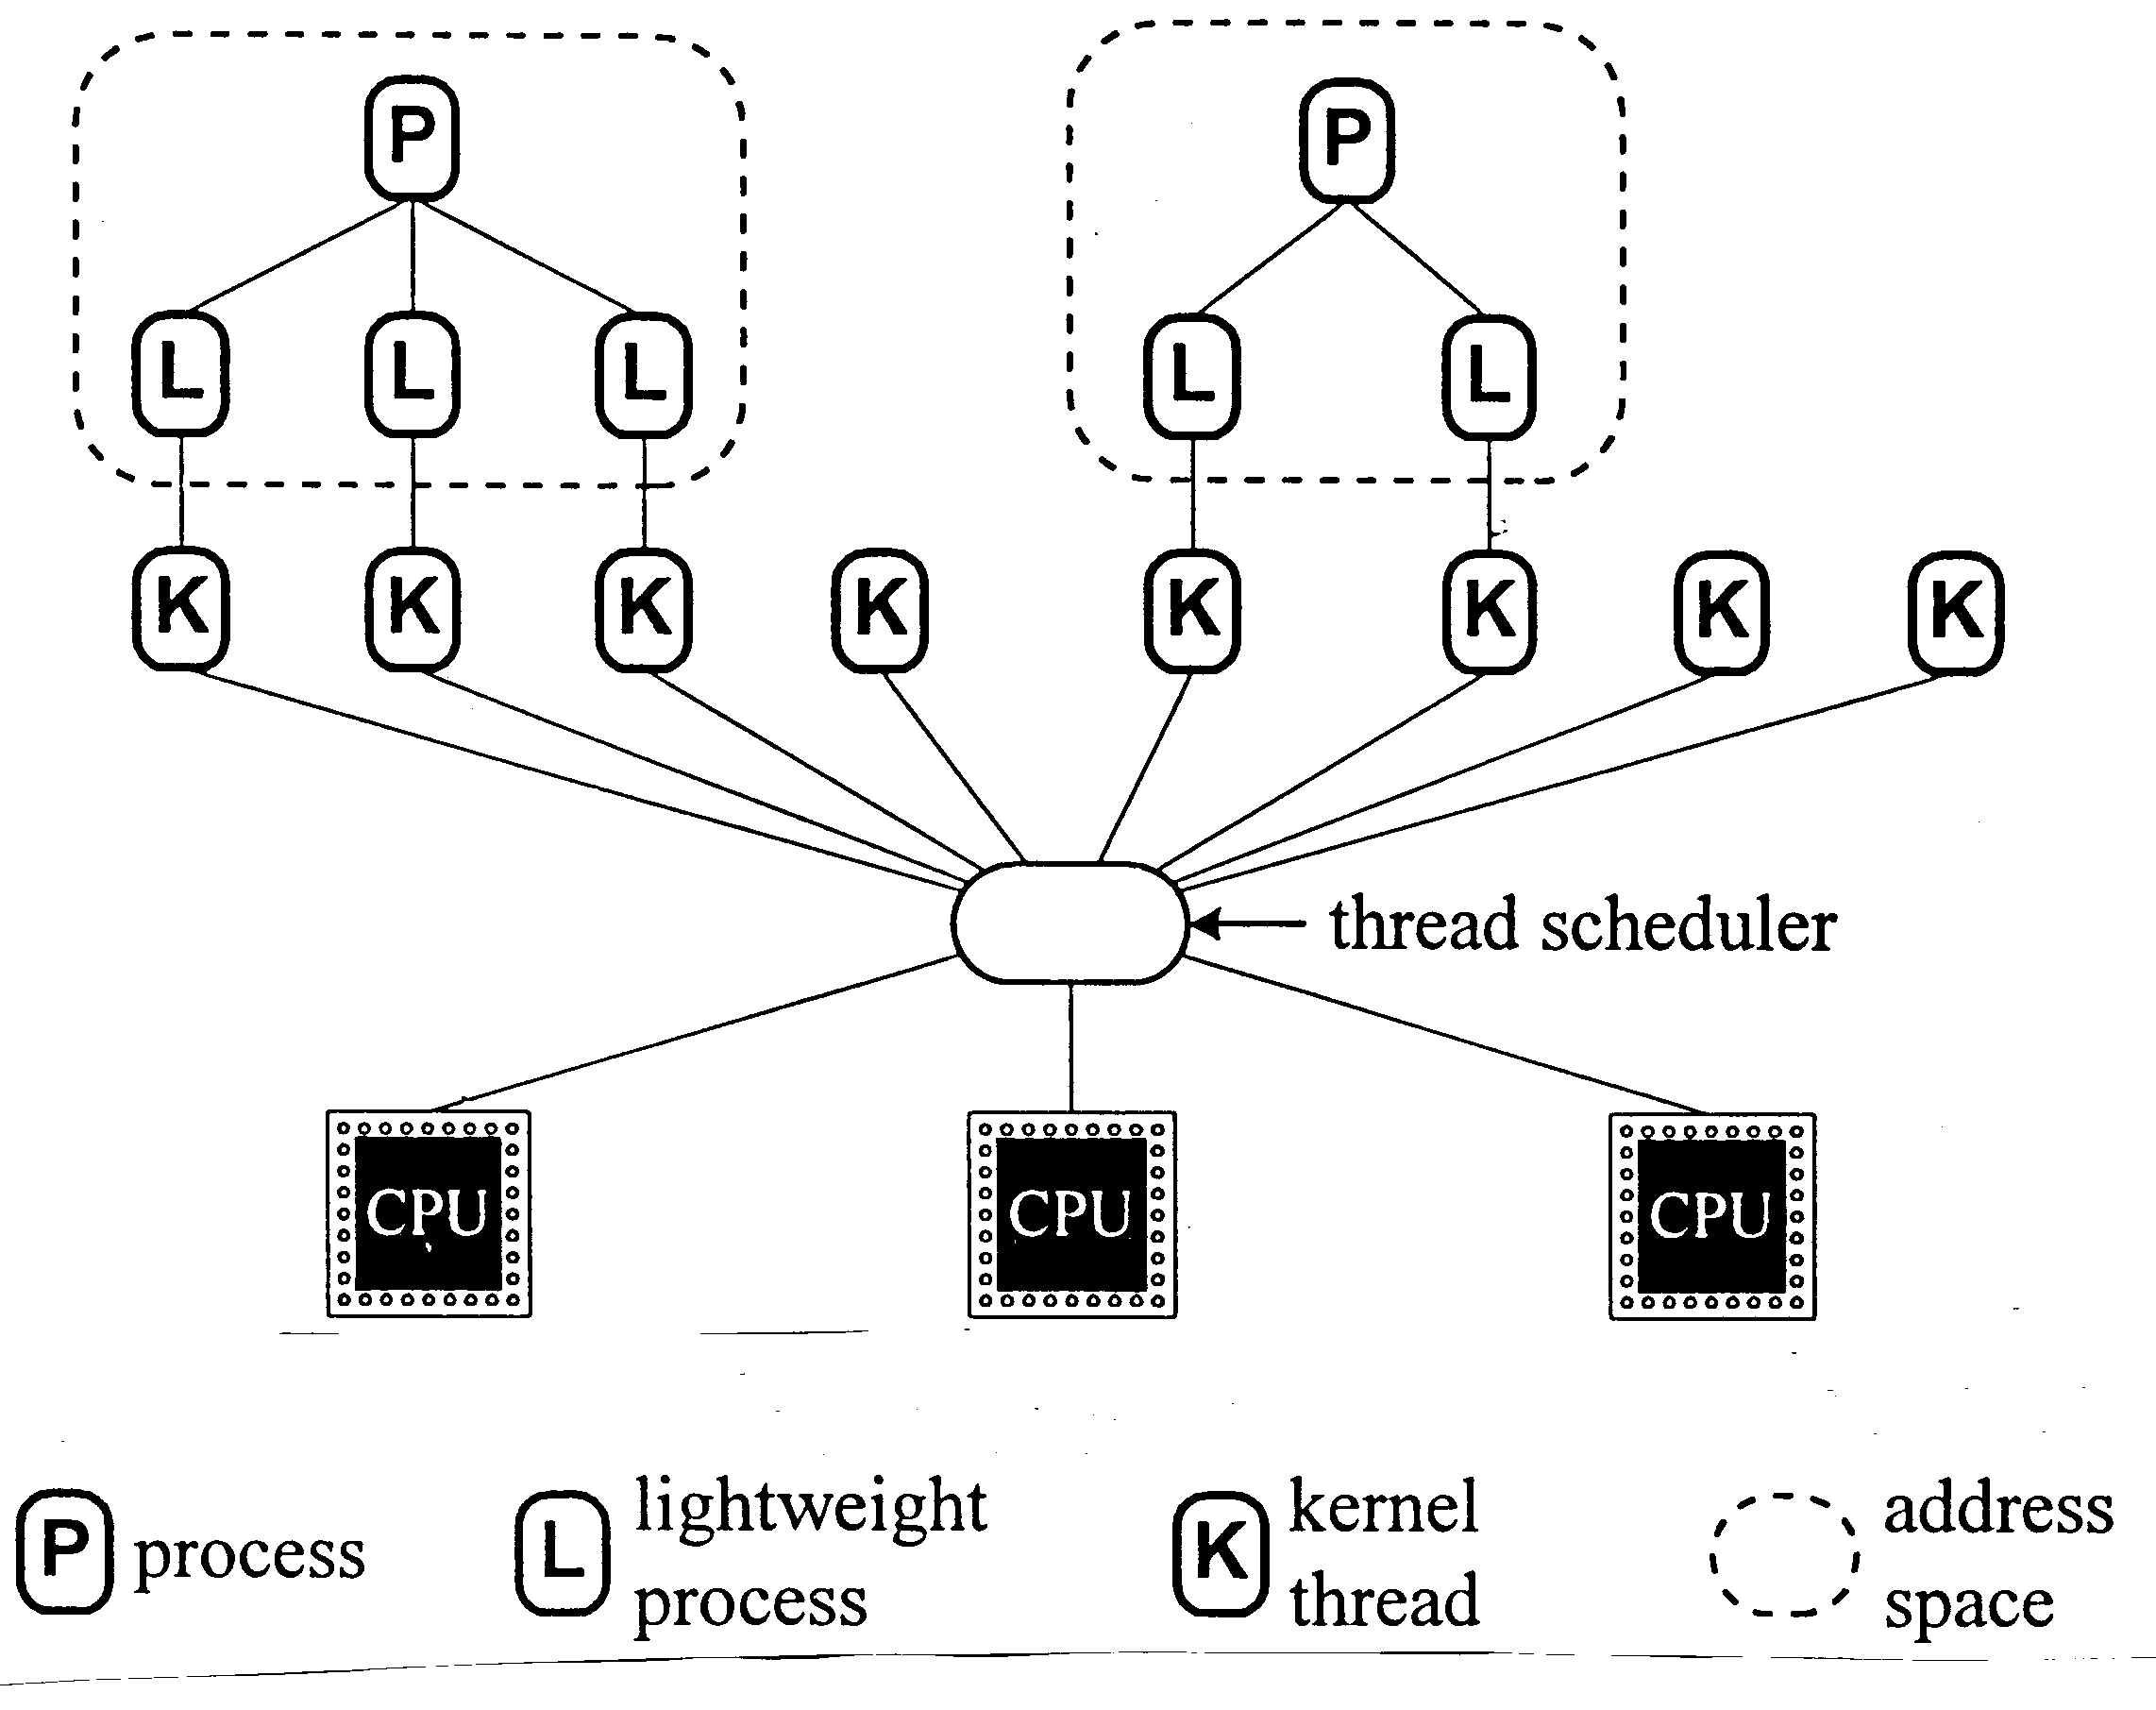 P P
L L L L L
K K K K K K K K
thread scheduler
CPU CPU CPU
P process
L lightweight process
K kernel thread
address space